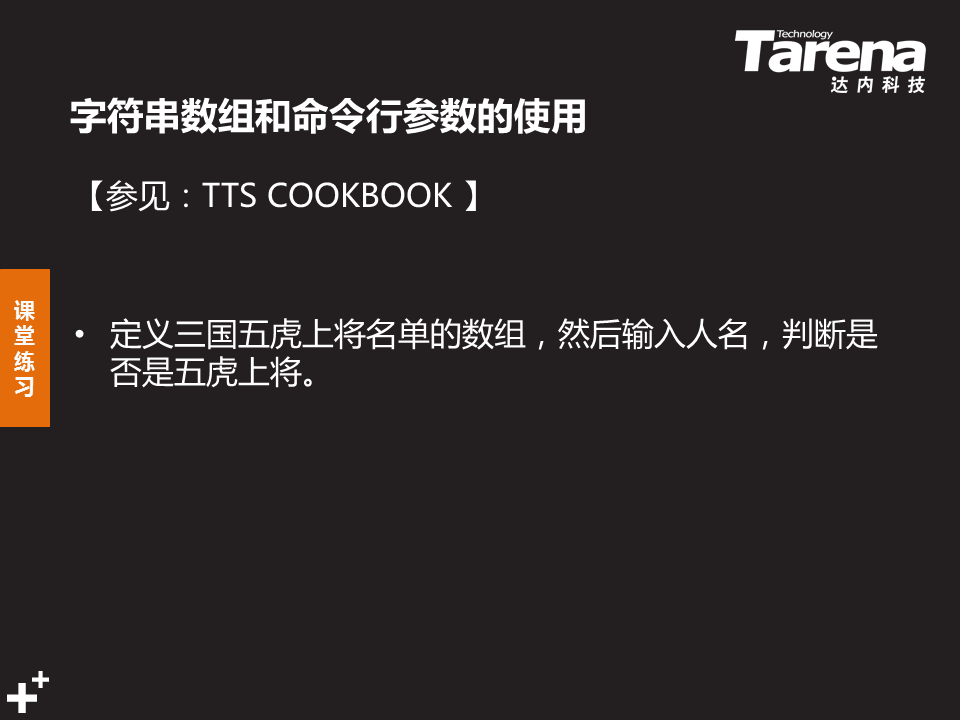 Technology
Tarena
达内科技
字符串数组和命令行参数的使用
【参见：TTS COOKBOOK 】
课堂练习
• 定义三国五虎上将名单的数组，然后输入人名，判断是
否是五虎上将。